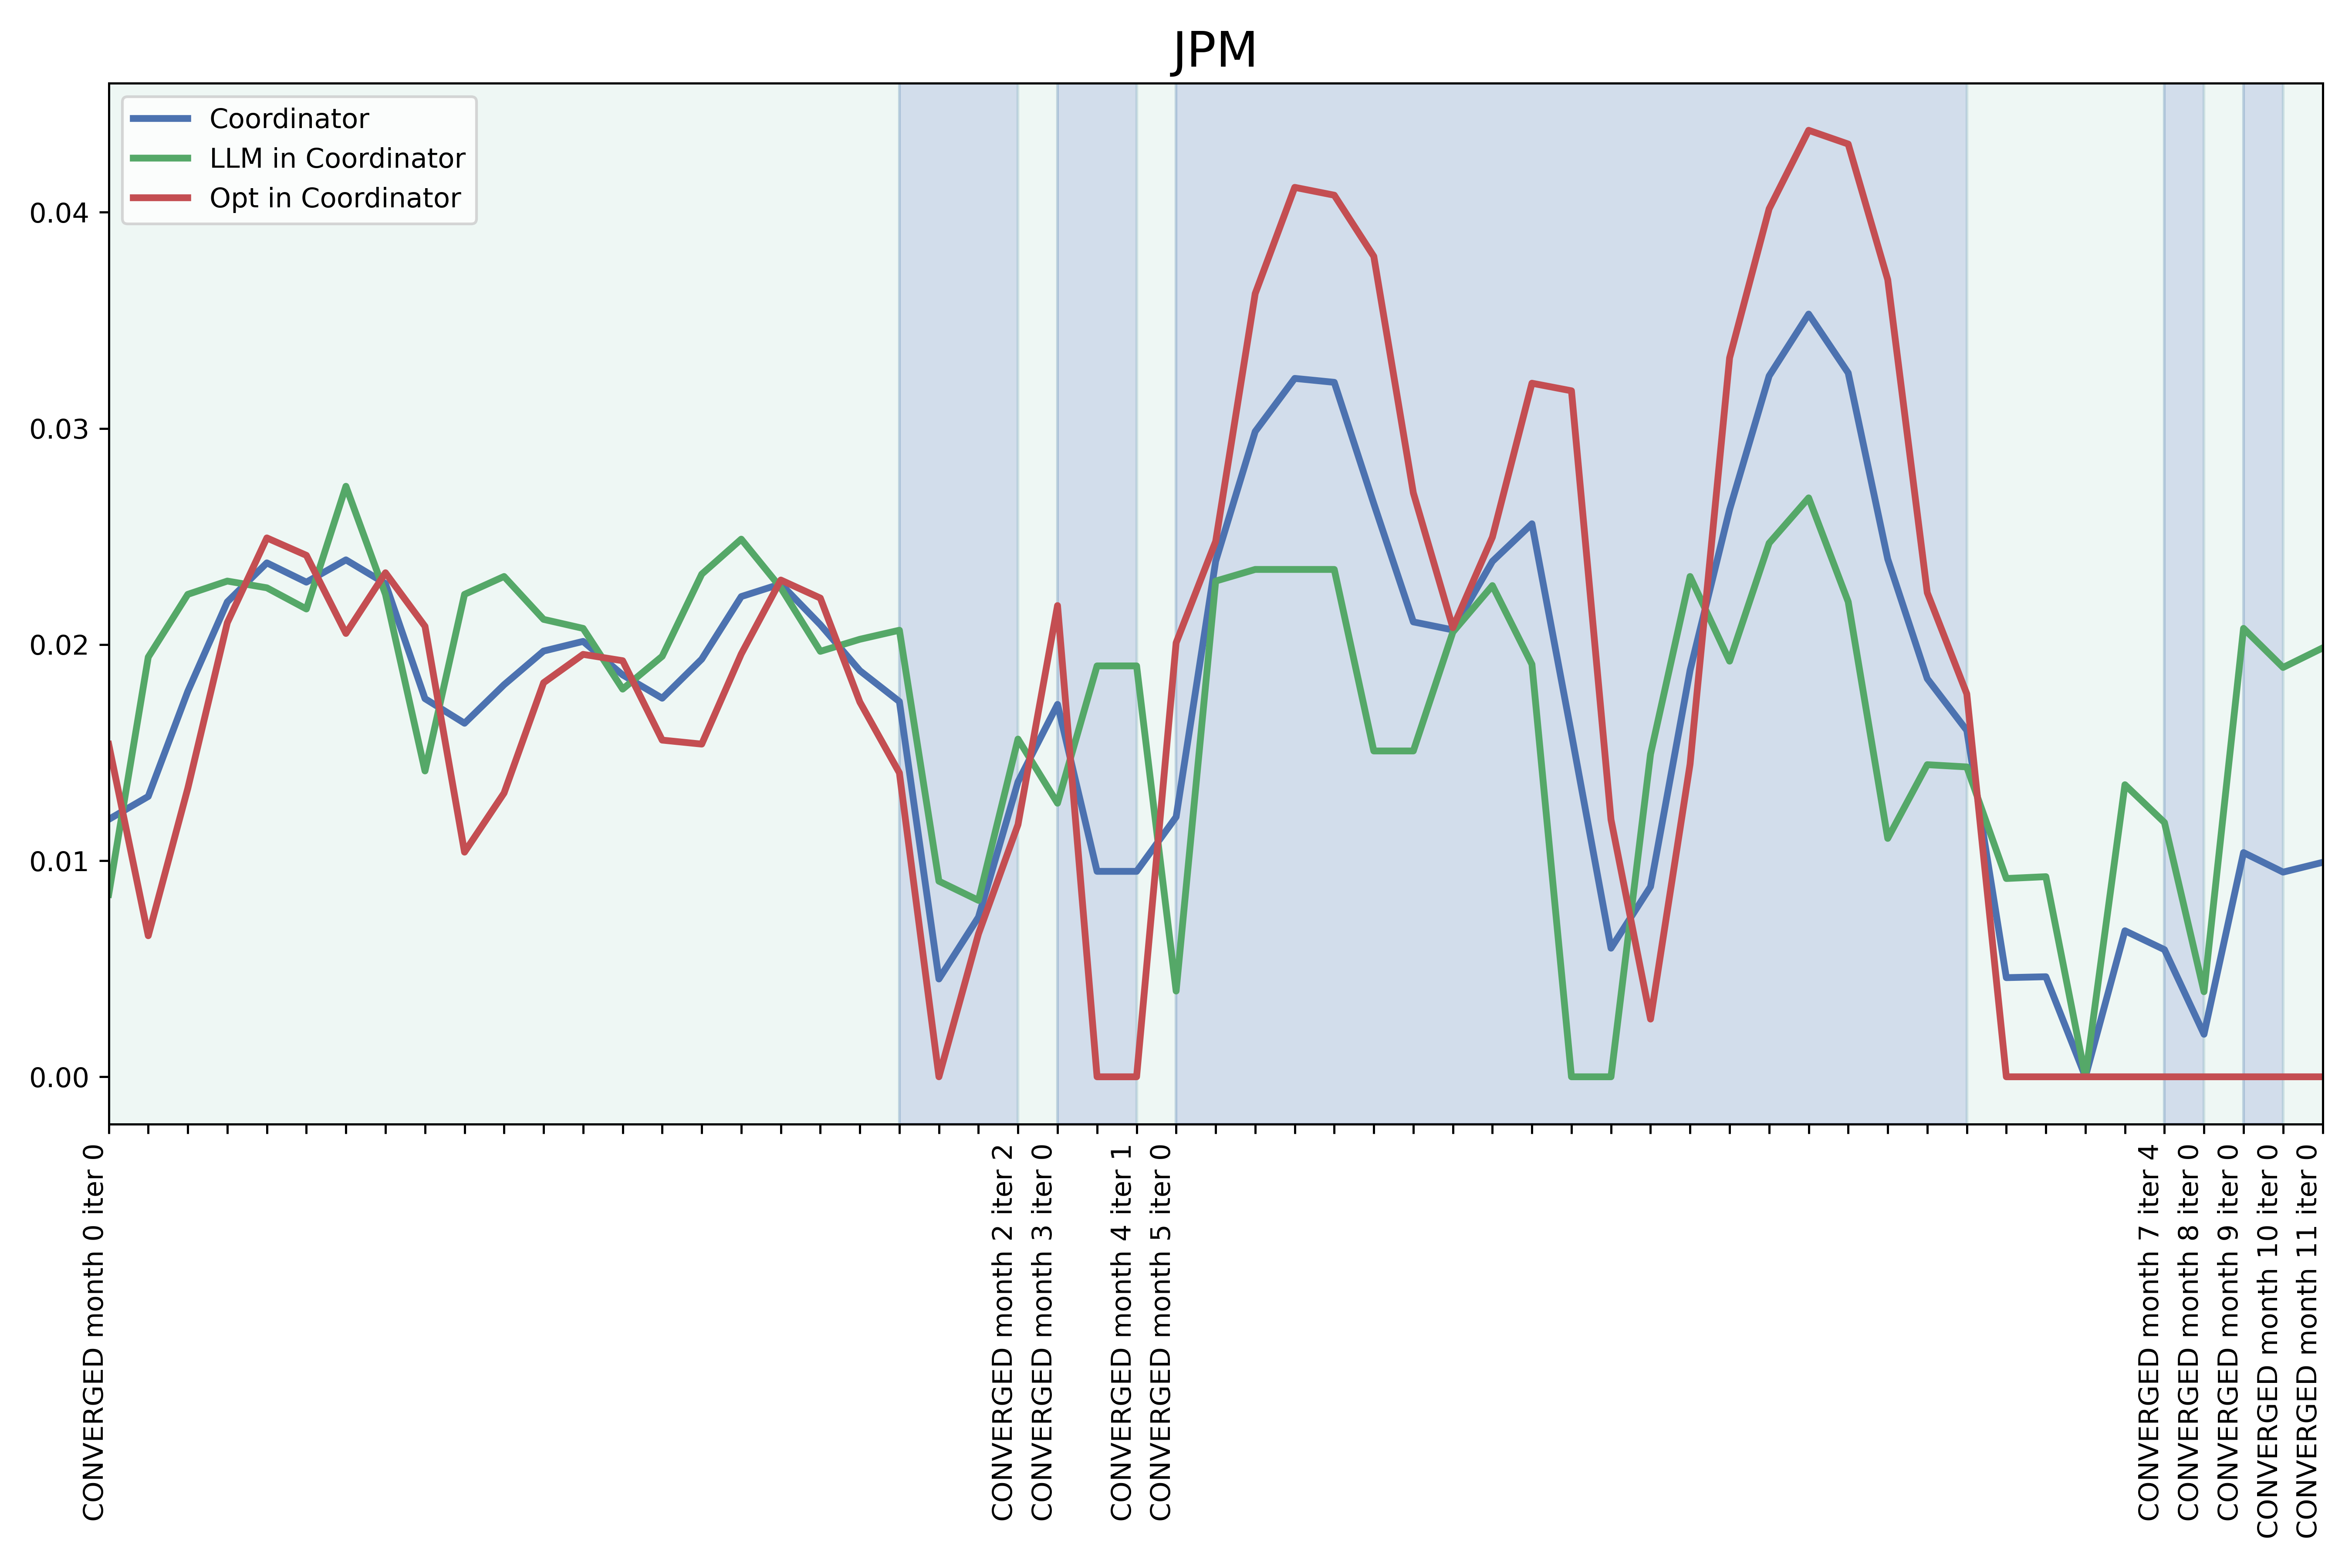 JPM
Coordinator
LLM in Coordinator
Opt in Coordinator
0.04
0.03
0.02
0.01
0.00
CONVERGED month 0 iter 0
CONVERGED month 2 iter 2
CONVERGED month 3 iter 0
CONVERGED month 4 iter 1
CONVERGED month 5 iter 0
CONVERGED month 7 iter 4
CONVERGED month 8 iter 0
CONVERGED month 9 iter 0
CONVERGED month 10 iter 0
CONVERGED month 11 iter 0